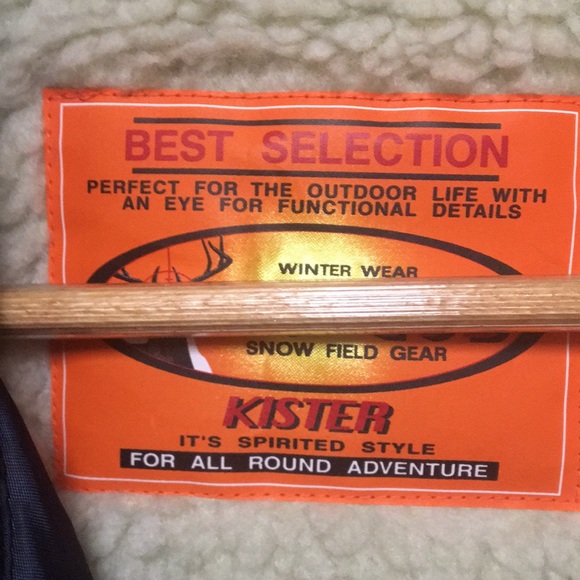 BEST SELECTION
PERFECT FOR THE OUTDOOR LIFE WITH
AN EYE FOR FUNCTIONAL DETAILS
WINTER WEAR
SNOW FIELD GEAR
KISTER
IT'S SPIRITED STYLE
FOR ALL ROUND ADVENTURE